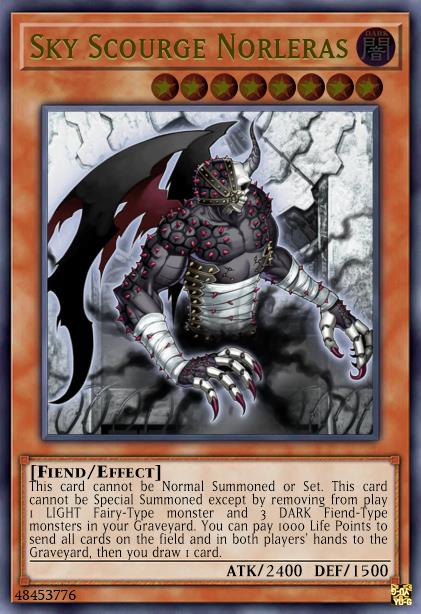 SKY SCOURGE NORLERAS
DARK
闇
[FIEND/EFFECT]
This card cannot be Normal Summoned or Set. This card
cannot be Special Summoned except by removing from play
1 LIGHT Fairy-Type monster and 3 DARK Fiend-Type
monsters in your Graveyard. You can pay 1000 Life Points to
send all cards on the field and in both players' hands to the
Graveyard, then you draw 1 card.
ATK/2400 DEF/1500
48453776